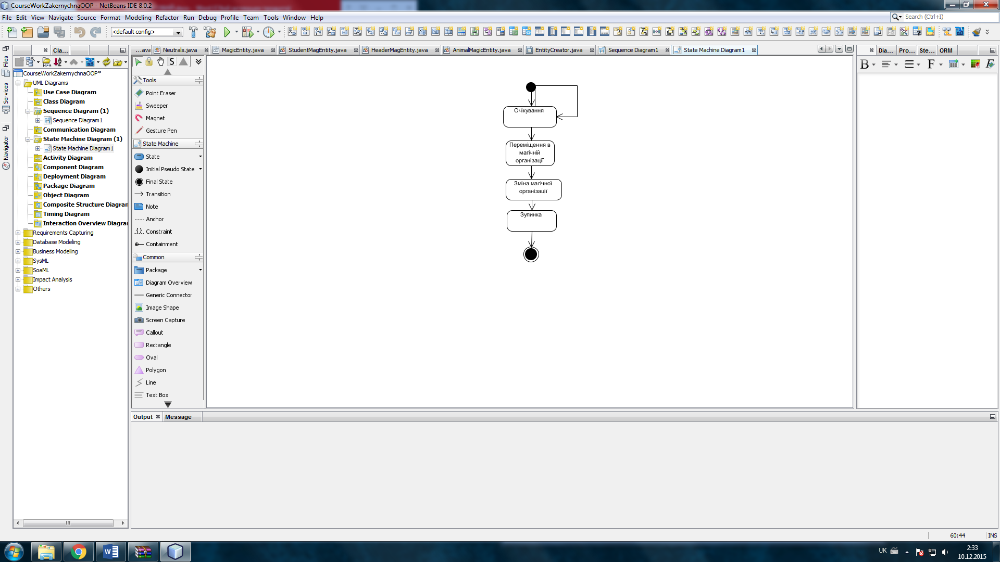 CourseWorkZakernychnaOOP - NetBeans IDE 8.0.2
File Edit View Navigate Source Format Modeling Refactor Run Debug Profile Team Tools Window Help
Search (Ctrl+I)
<default config>
Files
Services
Navigator
Cla...
CourseWorkZakernychnaOOP*
UML Diagrams
Use Case Diagram
Class Diagram
Sequence Diagram (1)
Sequence Diagram1
Communication Diagram
State Machine Diagram (1)
State Machine Diagram1
Activity Diagram
Component Diagram
Deployment Diagram
Package Diagram
Object Diagram
Composite Structure Diagram
Timing Diagram
Interaction Overview Diagra
Requirements Capturing
Database Modeling
Business Modeling
SysML
SoaML
Impact Analysis
Others
...ava Neutrals.java MagicEntity.java StudentMagEntity.java HeaderMagEntity.java AnimalMagicEntity.java EntityCreator.java Sequence Diagram1 State Machine Diagram1
S
Tools
Point Eraser
Sweeper
Magnet
Gesture Pen
State Machine
State
Initial Pseudo State
Final State
Transition
Note
Anchor
Constraint
Containment
Common
Package
Diagram Overview
Generic Connector
Image Shape
Screen Capture
Callout
Rectangle
Oval
Polygon
Line
Text Box
Очікування
Переміщення в
магічній
організації
Зміна магічної
організації
Зупинка
Dia... Pro... Ste... ORM
B F F
Output Message
60:44 INS
UK
2:33
10.12.2015